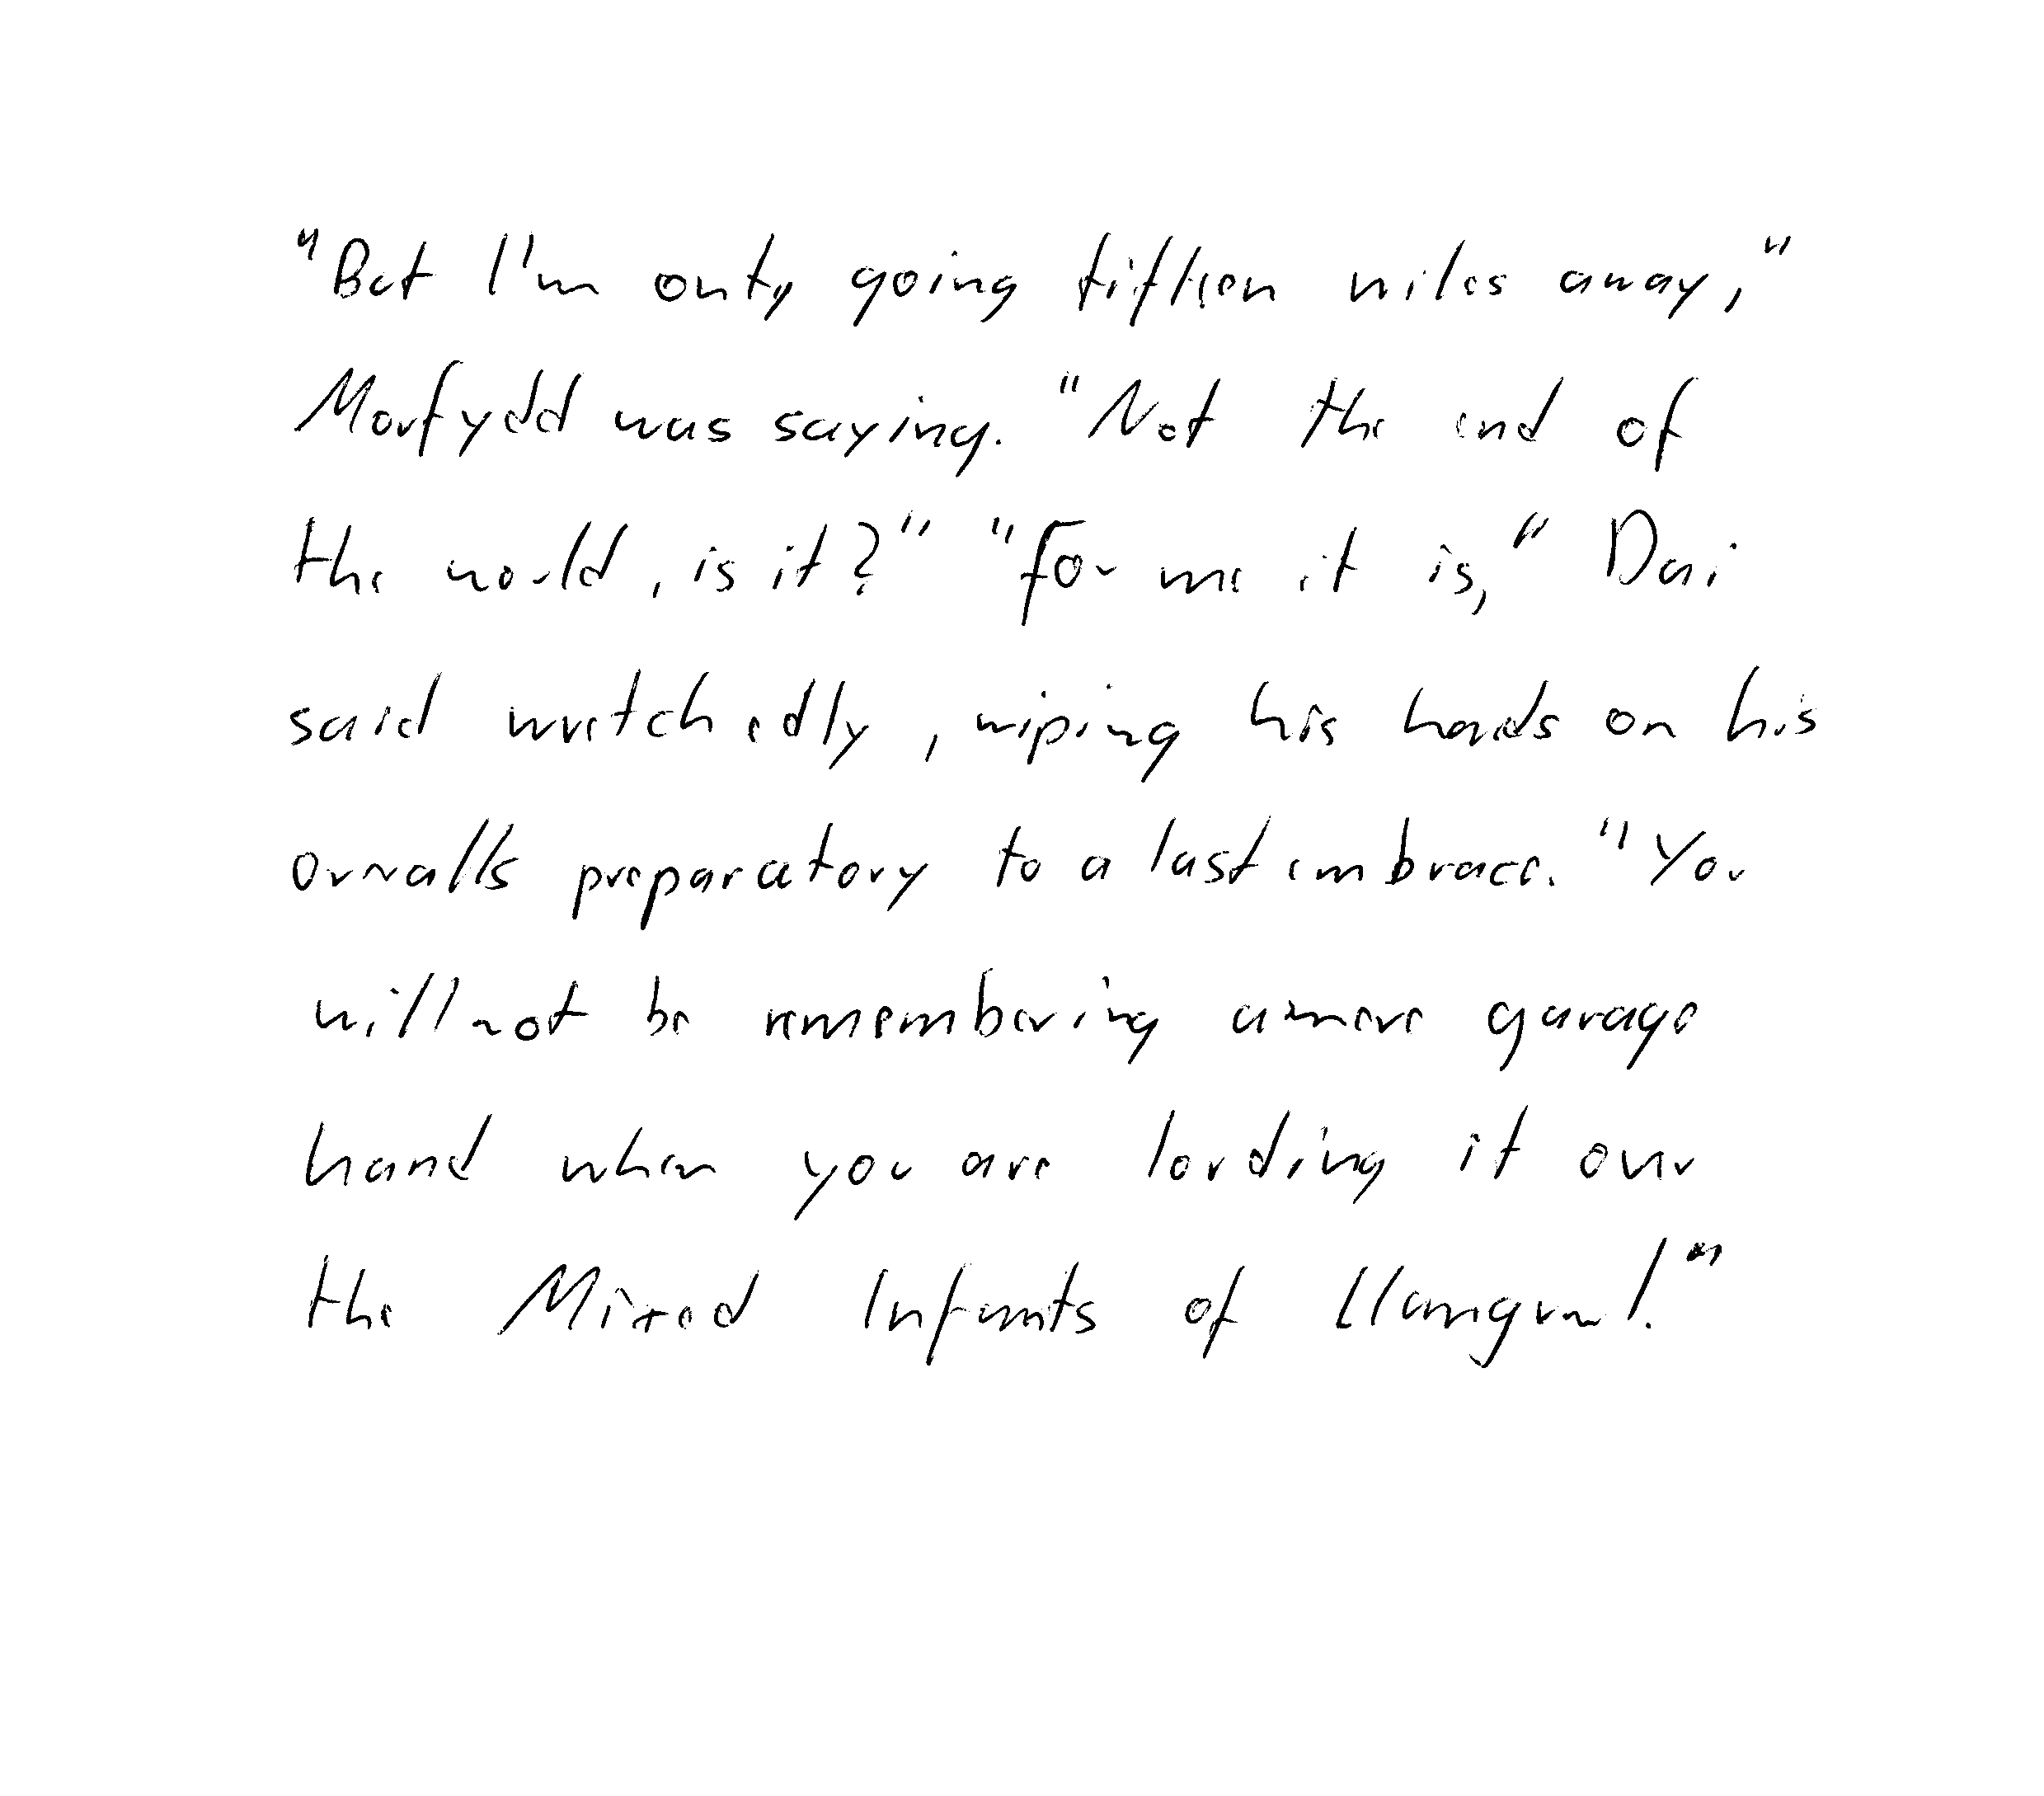 "But I'm only going fifteen miles away,"
Morfydd was saying. "Not the end of
the world, is it?" "For me it is," Dai
said wretchedly, wiping his hands on his
overalls preparatory to a last embrace. "You
will not be remembering a mere garage
hand when you are lording it over
the Mixed Infants of